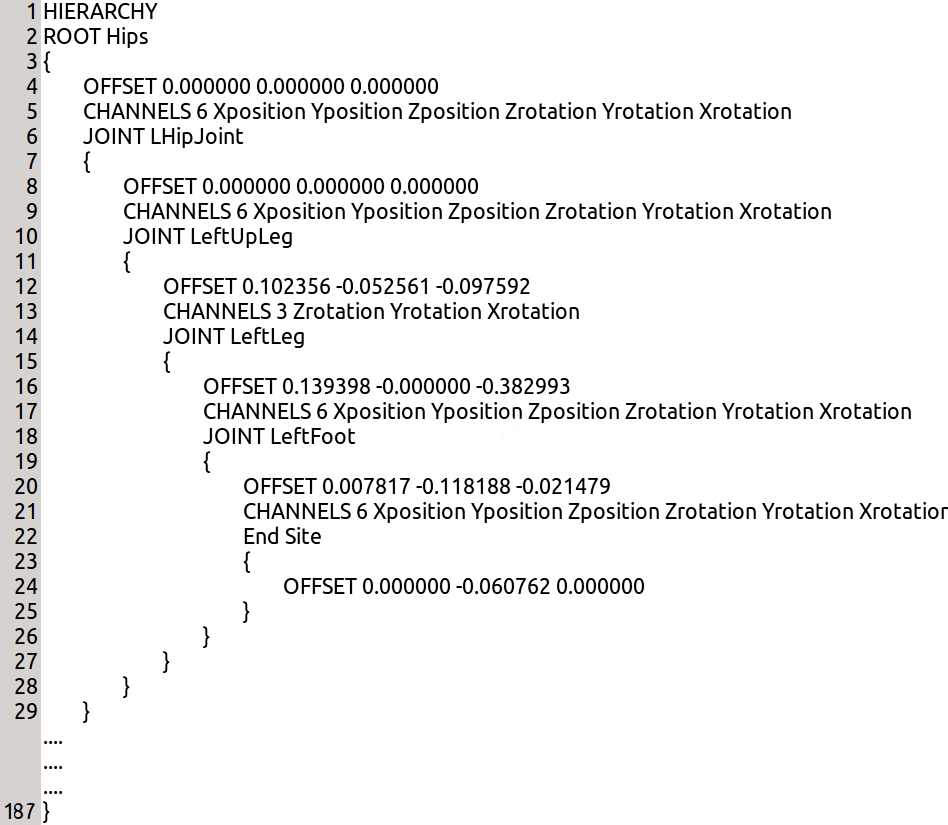 1 HIERARCHY
2 ROOT Hips
3 {
4 OFFSET 0.000000 0.000000 0.000000
5 CHANNELS 6 Xposition Yposition Zposition Zrotation Yrotation Xrotation
6 JOINT LHipJoint
7 {
8 OFFSET 0.000000 0.000000 0.000000
9 CHANNELS 6 Xposition Yposition Zposition Zrotation Yrotation Xrotation
10 JOINT LeftUpLeg
11 {
12 OFFSET 0.102356 -0.052561 -0.097592
13 CHANNELS 3 Zrotation Yrotation Xrotation
14 JOINT LeftLeg
15 {
16 OFFSET 0.139398 -0.000000 -0.382993
17 CHANNELS 6 Xposition Yposition Zposition Zrotation Yrotation Xrotation
18 JOINT LeftFoot
19 {
20 OFFSET 0.007817 -0.118188 -0.021479
21 CHANNELS 6 Xposition Yposition Zposition Zrotation Yrotation Xrotation
22 End Site
23 {
24 OFFSET 0.000000 -0.060762 0.000000
25 }
26 }
27 }
28 }
29 }
....
....
....
187 }